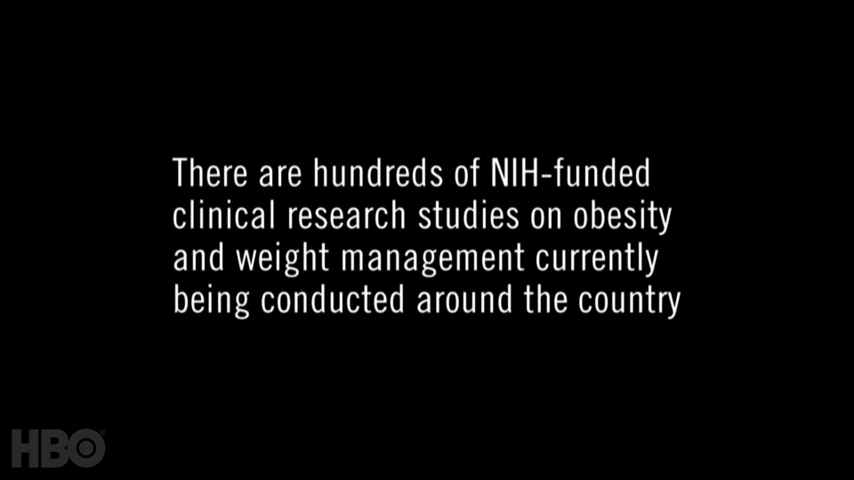 There are hundreds of NIH-funded
clinical research studies on obesity
and weight management currently
being conducted around the country
HBO